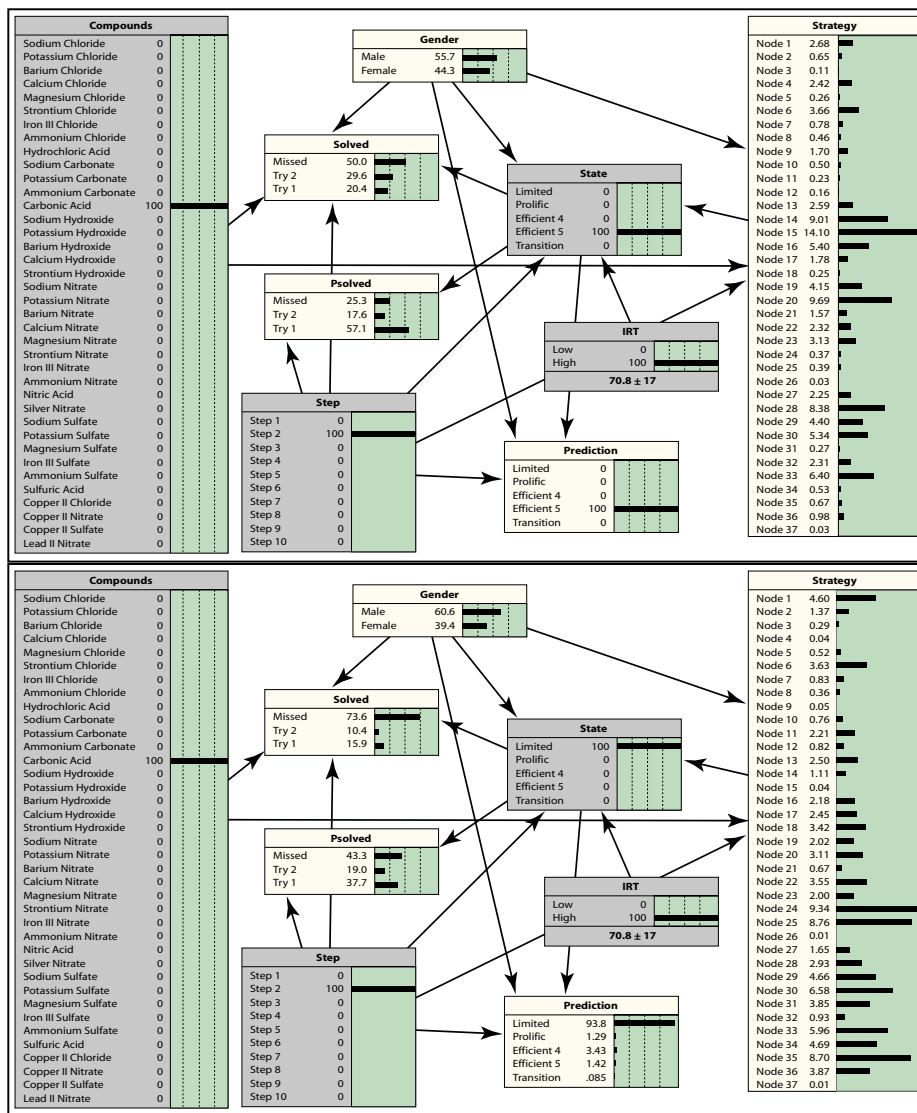 Compounds
Sodium Chloride 0
Potassium Chloride 0
Barium Chloride 0
Calcium Chloride 0
Magnesium Chloride 0
Strontium Chloride 0
Iron III Chloride 0
Ammonium Chloride 0
Hydrochloric Acid 0
Sodium Carbonate 0
Potassium Carbonate 0
Ammonium Carbonate 0
Carbonic Acid 100
Sodium Hydroxide 0
Potassium Hydroxide 0
Barium Hydroxide 0
Calcium Hydroxide 0
Strontium Hydroxide 0
Sodium Nitrate 0
Potassium Nitrate 0
Barium Nitrate 0
Calcium Nitrate 0
Magnesium Nitrate 0
Strontium Nitrate 0
Iron III Nitrate 0
Ammonium Nitrate 0
Nitric Acid 0
Silver Nitrate 0
Sodium Sulfate 0
Potassium Sulfate 0
Magnesium Sulfate 0
Iron III Sulfate 0
Ammonium Sulfate 0
Sulfuric Acid 0
Copper II Chloride 0
Copper II Nitrate 0
Copper II Sulfate 0
Lead II Nitrate 0
Gender
Male 55.7
Female 44.3
Solved
Missed 50.0
Try 2 29.6
Try 1 20.4
State
Limited 0
Prolific 0
Efficient 4 0
Efficient 5 100
Transition 0
Psolved
Missed 25.3
Try 2 17.6
Try 1 57.1
IRT
Low 0
High 100
70.8 ± 17
Step
Step 1 0
Step 2 100
Step 3 0
Step 4 0
Step 5 0
Step 6 0
Step 7 0
Step 8 0
Step 9 0
Step 10 0
Prediction
Limited 0
Prolific 0
Efficient 4 0
Efficient 5 100
Transition 0
Strategy
Node 1 2.68
Node 2 0.65
Node 3 0.11
Node 4 2.42
Node 5 0.26
Node 6 3.66
Node 7 0.78
Node 8 0.46
Node 9 1.70
Node 10 0.50
Node 11 0.23
Node 12 0.16
Node 13 2.59
Node 14 9.01
Node 15 14.10
Node 16 5.40
Node 17 1.78
Node 18 0.25
Node 19 4.15
Node 20 9.69
Node 21 1.57
Node 22 2.32
Node 23 3.13
Node 24 0.37
Node 25 0.39
Node 26 0.03
Node 27 2.25
Node 28 8.38
Node 29 4.40
Node 30 5.34
Node 31 0.27
Node 32 2.31
Node 33 6.40
Node 34 0.53
Node 35 0.67
Node 36 0.98
Node 37 0.03
Compounds
Sodium Chloride 0
Potassium Chloride 0
Barium Chloride 0
Calcium Chloride 0
Magnesium Chloride 0
Strontium Chloride 0
Iron III Chloride 0
Ammonium Chloride 0
Hydrochloric Acid 0
Sodium Carbonate 0
Potassium Carbonate 0
Ammonium Carbonate 0
Carbonic Acid 100
Sodium Hydroxide 0
Potassium Hydroxide 0
Barium Hydroxide 0
Calcium Hydroxide 0
Strontium Hydroxide 0
Sodium Nitrate 0
Potassium Nitrate 0
Barium Nitrate 0
Calcium Nitrate 0
Magnesium Nitrate 0
Strontium Nitrate 0
Iron III Nitrate 0
Ammonium Nitrate 0
Nitric Acid 0
Silver Nitrate 0
Sodium Sulfate 0
Potassium Sulfate 0
Magnesium Sulfate 0
Iron III Sulfate 0
Ammonium Sulfate 0
Sulfuric Acid 0
Copper II Chloride 0
Copper II Nitrate 0
Copper II Sulfate 0
Lead II Nitrate 0
Gender
Male 60.6
Female 39.4
Solved
Missed 73.6
Try 2 10.4
Try 1 15.9
State
Limited 100
Prolific 0
Efficient 4 0
Efficient 5 0
Transition 0
Psolved
Missed 43.3
Try 2 19.0
Try 1 37.7
IRT
Low 0
High 100
70.8 ± 17
Step
Step 1 0
Step 2 100
Step 3 0
Step 4 0
Step 5 0
Step 6 0
Step 7 0
Step 8 0
Step 9 0
Step 10 0
Prediction
Limited 93.8
Prolific 1.29
Efficient 4 3.43
Efficient 5 1.42
Transition .085
Strategy
Node 1 4.60
Node 2 1.37
Node 3 0.29
Node 4 0.04
Node 5 0.52
Node 6 3.63
Node 7 0.83
Node 8 0.36
Node 9 0.05
Node 10 0.76
Node 11 2.21
Node 12 0.82
Node 13 2.50
Node 14 1.11
Node 15 0.04
Node 16 2.18
Node 17 2.45
Node 18 3.42
Node 19 2.02
Node 20 3.11
Node 21 0.67
Node 22 3.55
Node 23 2.00
Node 24 9.34
Node 25 8.76
Node 26 0.01
Node 27 1.65
Node 28 2.93
Node 29 4.66
Node 30 6.58
Node 31 3.85
Node 32 0.93
Node 33 5.96
Node 34 4.69
Node 35 8.70
Node 36 3.87
Node 37 0.01